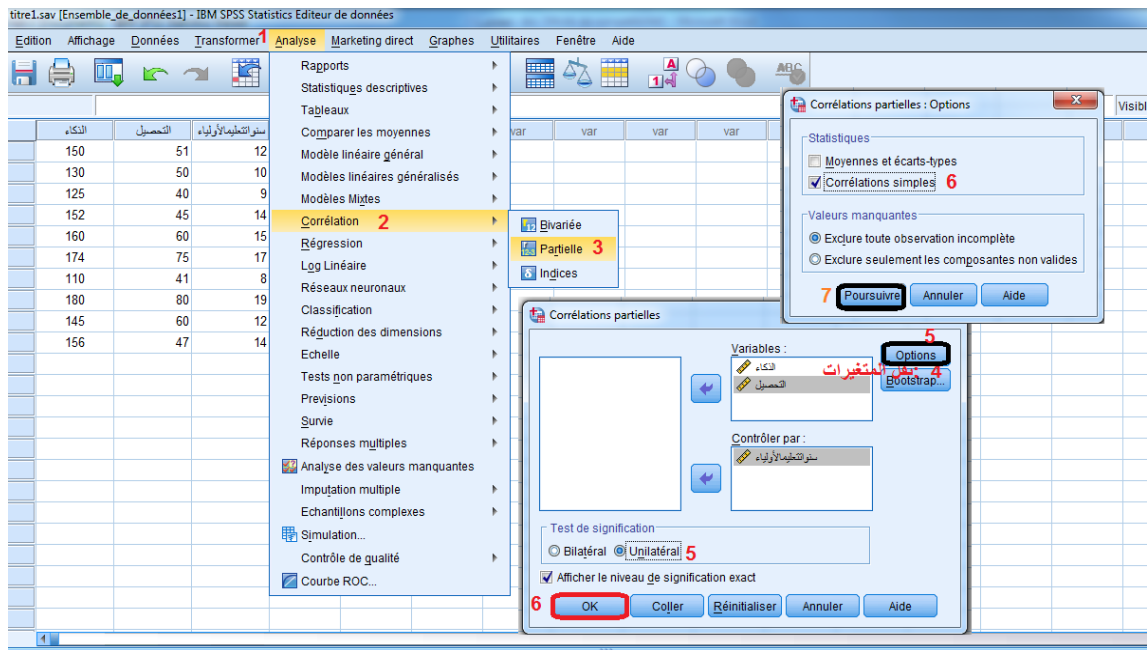 titre1.sav [Ensemble_de_données1] - IBM SPSS Statistics Editeur de données
Edition Affichage Données Transformer 1 Analyse Marketing direct Graphes Utilitaires Fenêtre Aide
Rapports
Statistiques descriptives
Tableaux
Comparer les moyennes
Modèle linéaire général
Modèles linéaires généralisés
Modèles Mixtes
Corrélation 2
Régression
Log Linéaire
Réseaux neuronaux
Classification
Réduction des dimensions
Echelle
Tests non paramétriques
Prévisions
Survie
Réponses multiples
Analyse des valeurs manquantes
Imputation multiple
Echantillons complexes
Simulation...
Contrôle de qualité
Courbe ROC...
Bivariée
Partielle 3
Indices
A
1
ABC
Visibl
الذكاء التحصيل سنواتتعليمالأولياء
var var var var
150 51 12
130 50 10
125 40 9
152 45 14
160 60 15
174 75 17
110 41 8
180 80 19
145 60 12
156 47 14
Corrélations partielles : Options
Statistiques
Moyennes et écarts-types
Corrélations simples 6
Valeurs manquantes
Exclure toute observation incomplète
Exclure seulement les composantes non valides
7 Poursuivre Annuler Aide
Corrélations partielles
Variables :
الذكاء
التحصيل
5
Options
4 نقل المتغيرات
Bootstrap...
Contrôler par :
سنواتتعليمالأولياء
Test de signification
Bilatéral Unilatéral 5
Afficher le niveau de signification exact
6 OK Coller Réinitialiser Annuler Aide